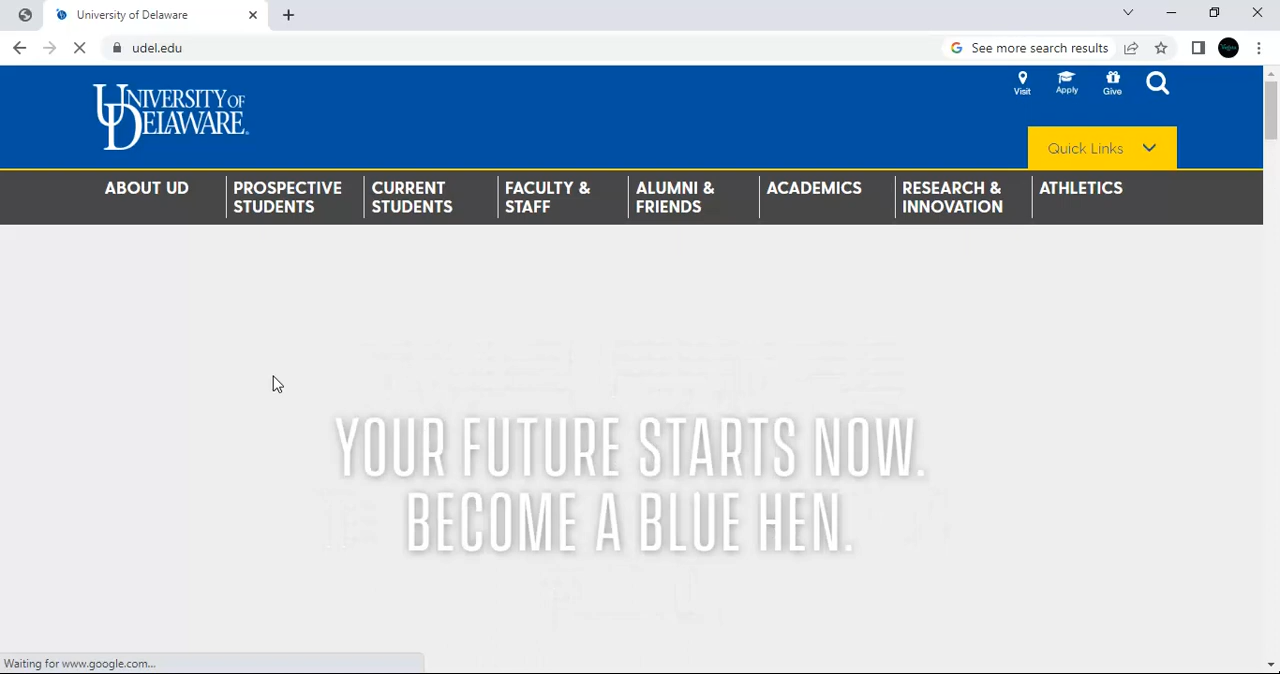 University of Delaware
udel.edu
See more search results
UNIVERSITY OF
DELAWARE
Visit
Apply
Give
Quick Links
ABOUT UD
PROSPECTIVE
STUDENTS
CURRENT
STUDENTS
FACULTY &
STAFF
ALUMNI &
FRIENDS
ACADEMICS
RESEARCH &
INNOVATION
ATHLETICS
YOUR FUTURE STARTS NOW.
BECOME A BLUE HEN.
Waiting for www.google.com...